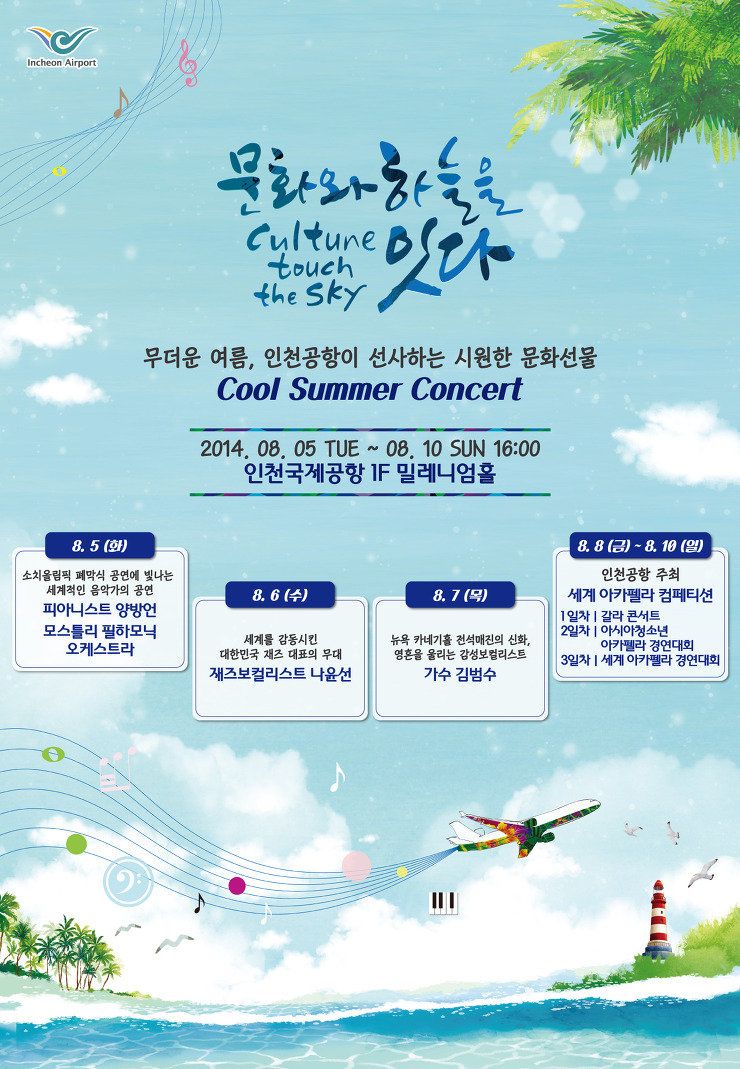 Incheon Airport
문화와 하늘을
잇다
Culture
touch
the sky
무더운 여름, 인천공항이 선사하는 시원한 문화선물
Cool Summer Concert
2014. 08. 05 TUE ~ 08. 10 SUN 16:00
인천국제공항 1F 밀레니엄홀
8. 5 (화)
소치올림픽 폐막식 공연에 빛나는
세계적인 음악가의 공연
피아니스트 양방언
모스틀리 필하모닉
오케스트라
8. 6 (수)
세계를 감동시킨
대한민국 재즈 대표의 무대
재즈보컬리스트 나윤선
8. 7 (목)
뉴욕 카네기홀 전석매진의 신화,
영혼을 울리는 감성보컬리스트
가수 김범수
8. 8 (금) ~ 8. 10 (일)
인천공항 주최
세계 아카펠라 컴페티션
1일차 | 갈라 콘서트
2일차 | 아시아청소년
아카펠라 경연대회
3일차 | 세계 아카펠라 경연대회